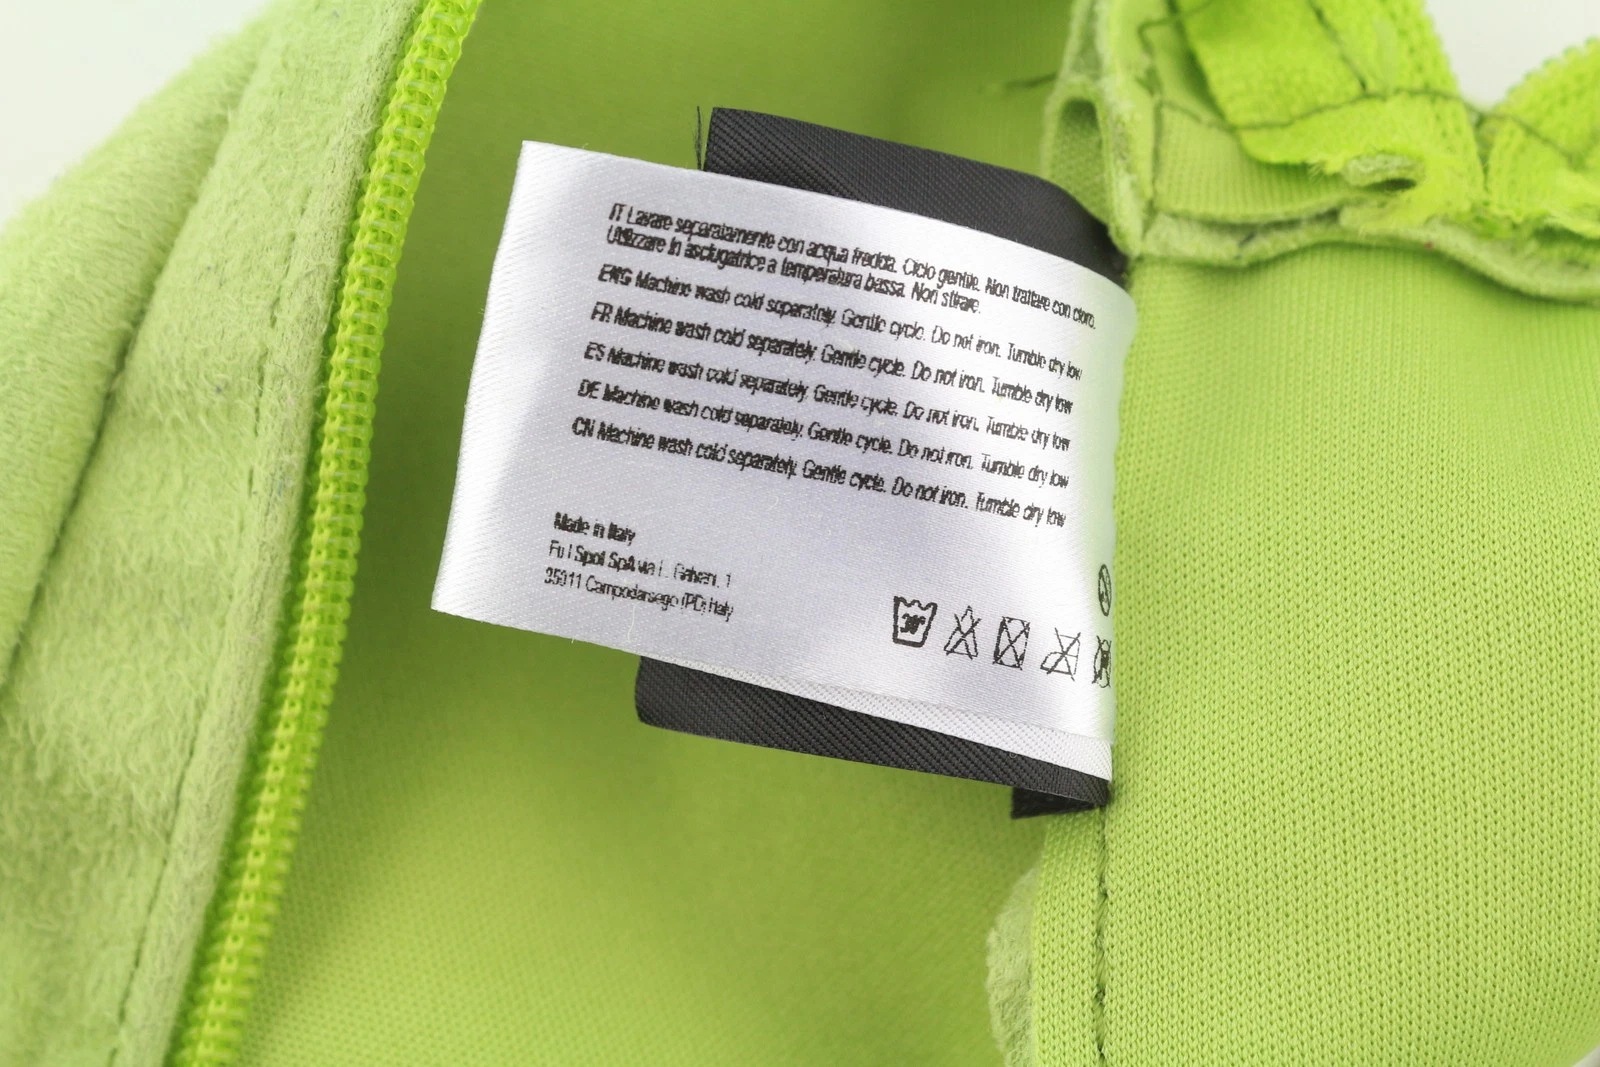 IT Lavare separatamente con acqua fredda. Ciclo gentile. Non trattare con cloro.
Utilizzare in asciugatrice a temperatura bassa. Non stirare.
ENG Machine wash cold separately. Gentle cycle. Do not iron. Tumble dry low
FR Machine wash cold separately. Gentle cycle. Do not iron. Tumble dry low
ES Machine wash cold separately. Gentle cycle. Do not iron. Tumble dry low
DE Machine wash cold separately. Gentle cycle. Do not iron. Tumble dry low
CN Machine wash cold separately. Gentle cycle. Do not iron. Tumble dry low
Made in Italy
SpA via L. 1
35011 Campodarsego (PD) Italy
30°